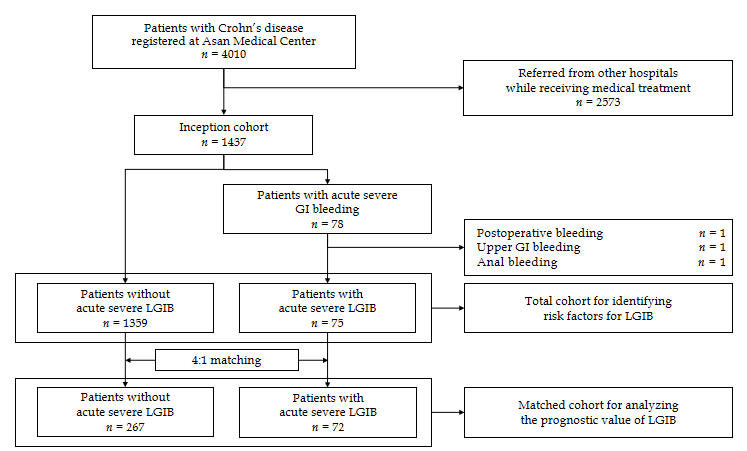 Patients with Crohn's disease
registered at Asan Medical Center
n = 4010
Referred from other hospitals
while receiving medical treatment
n = 2573
Inception cohort
n = 1437
Patients with acute severe
GI bleeding
n = 78
Postoperative bleeding n = 1
Upper GI bleeding n = 1
Anal bleeding n = 1
Patients without
acute severe LGIB
n = 1359
Patients with
acute severe LGIB
n = 75
Total cohort for identifying
risk factors for LGIB
4:1 matching
Patients without
acute severe LGIB
n = 267
Patients with
acute severe LGIB
n = 72
Matched cohort for analyzing
the prognostic value of LGIB